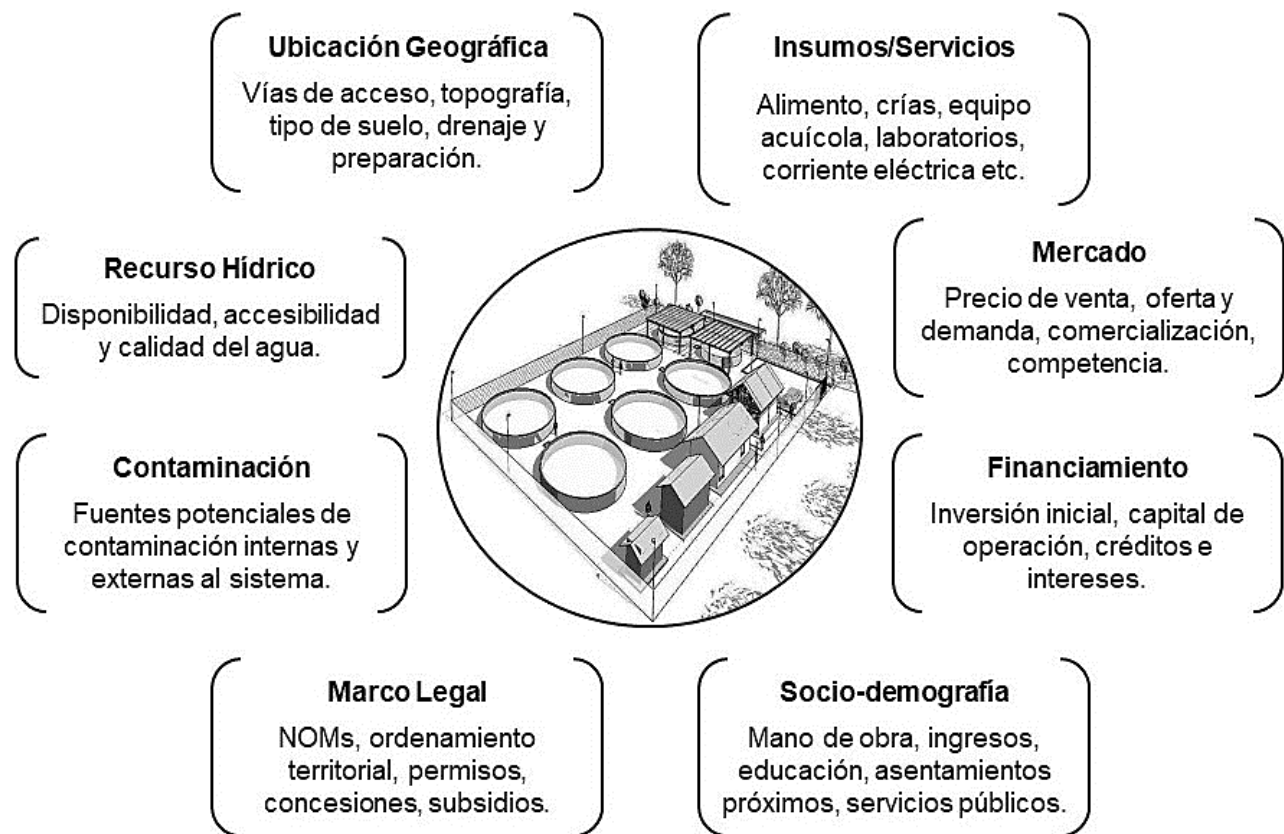 Ubicación Geográfica
Vías de acceso, topografía,
tipo de suelo, drenaje y
preparación.
Insumos/Servicios
Alimento, crías, equipo
acuícola, laboratorios,
corriente eléctrica etc.
Recurso Hídrico
Disponibilidad, accesibilidad
y calidad del agua.
Mercado
Precio de venta, oferta y
demanda, comercialización,
competencia.
Contaminación
Fuentes potenciales de
contaminación internas y
externas al sistema.
Financiamiento
Inversión inicial, capital de
operación, créditos e
intereses.
Marco Legal
NOMs, ordenamiento
territorial, permisos,
concesiones, subsidios.
Socio-demografía
Mano de obra, ingresos,
educación, asentamientos
próximos, servicios públicos.